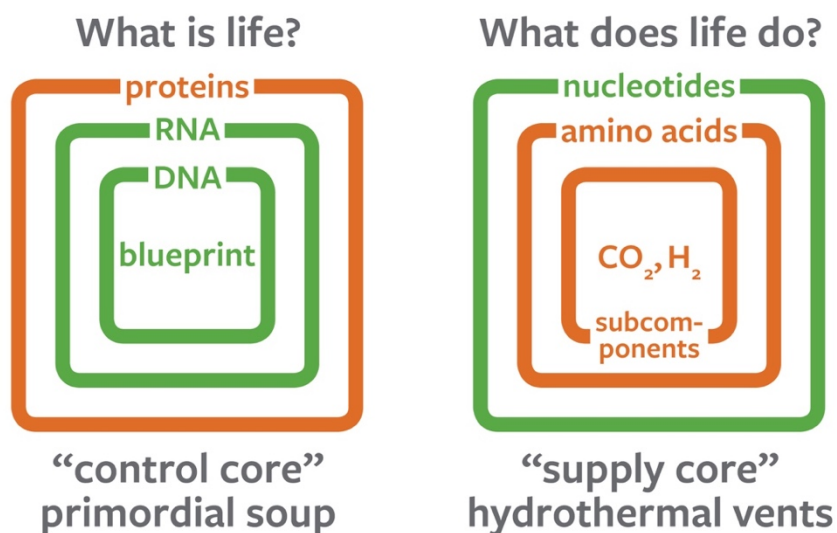 What is life?
proteins
RNA
DNA
blueprint
“control core”
primordial soup
What does life do?
nucleotides
amino acids
CO₂, H₂
subcom-
ponents
“supply core”
hydrothermal vents